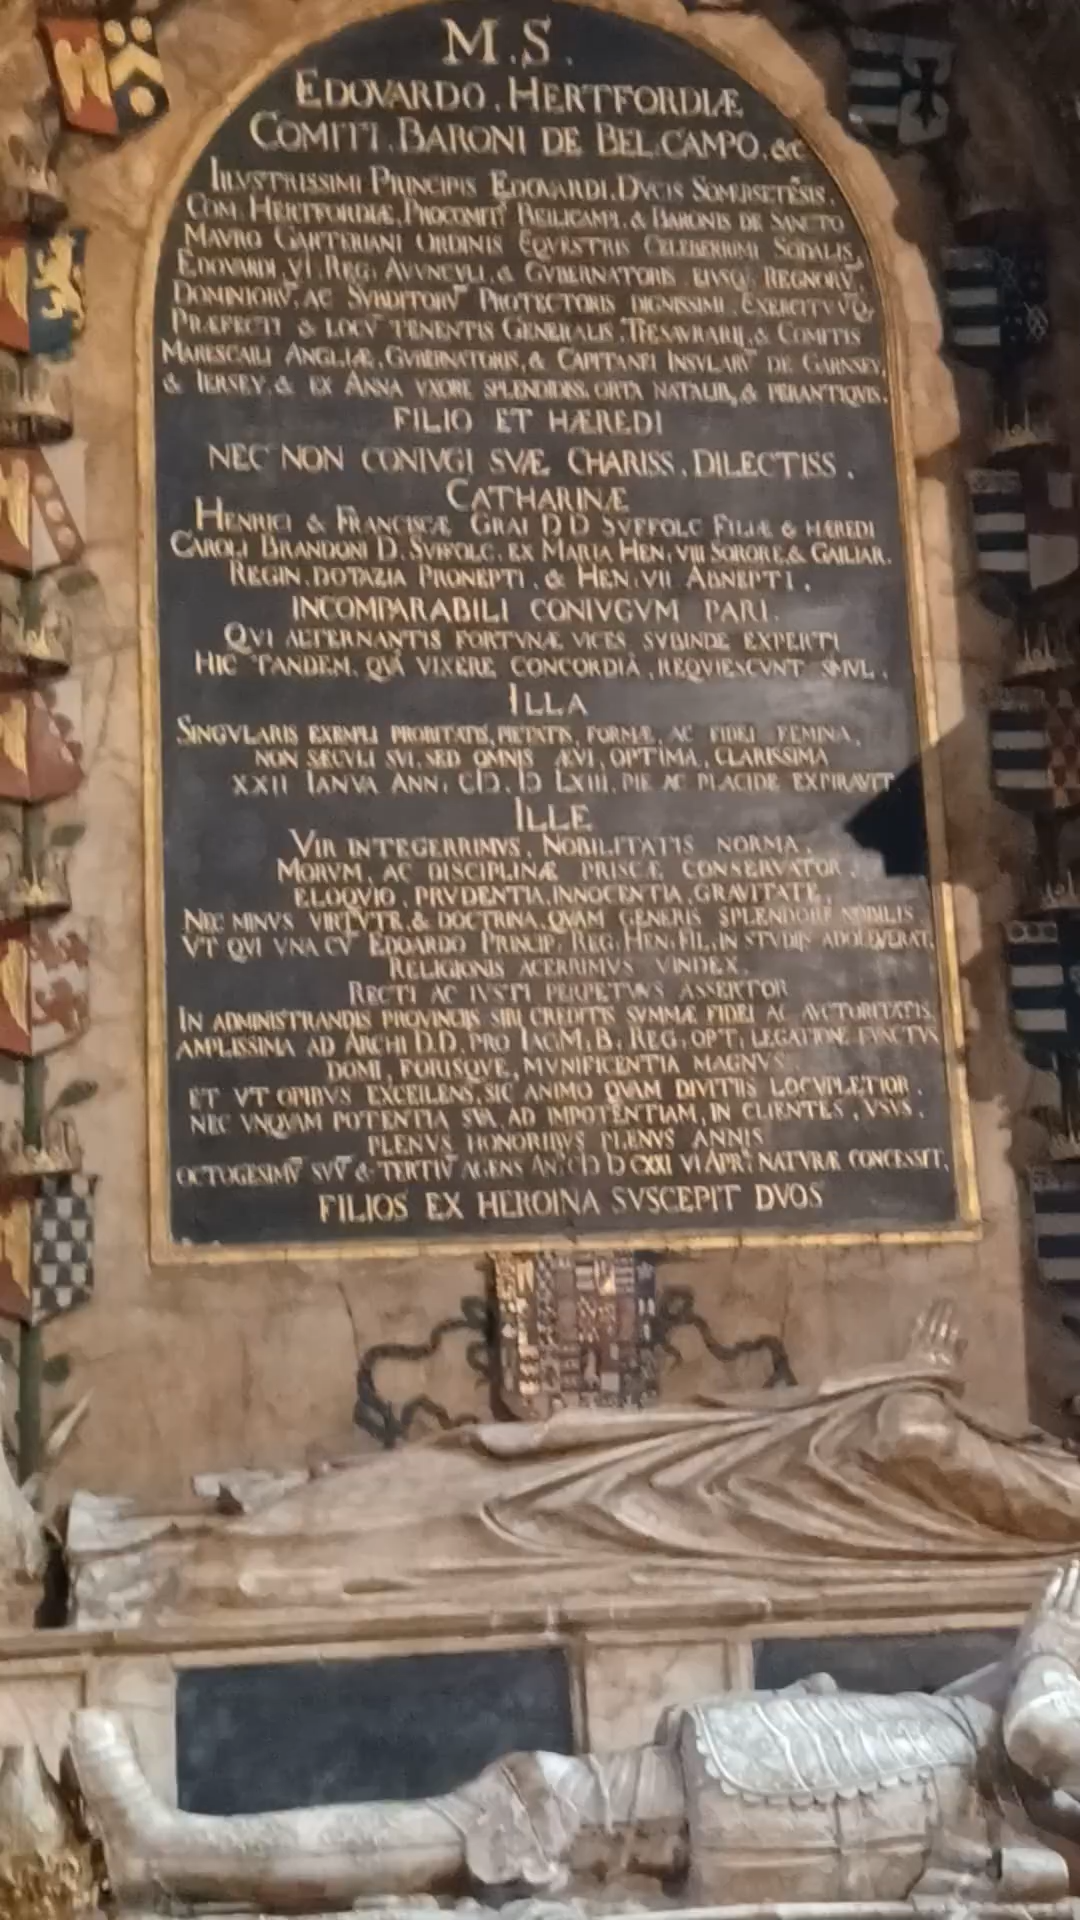 M.S.
EDOVARDO. HERTFORDIÆ
COMITI. BARONI DE BEL. CAMPO. &c
ILLVSTRISSIMI PRINCIPIS EDOVARDI. DVCIS SOMERSETẼSIS.
COM. HERTFORDIÆ. PROCOMIT BELLICAMPI. & BARONIS DE SANCTO
MAVRO GARTERIANI ORDINIS EQVESTRIS CELEBERRIMI SODALIS,
EDOVARDI VI REG. AVVNCVLI, & GVBERNATORIS EIVSQ REGNORV̄
DOMINIORV̄, AC SVBDITORV̄ PROTECTORIS DIGNISSIMI. EXERCITVVQ,
PRÆFECTI & LOCV̄ TENENTIS GENERALIS. THESAVRARIJ, & COMITIS
MARESCALLI ANGLIÆ, GVBERNATORIS, & CAPITANEI INSVLARV̄ DE GARNSEY,
& IERSEY. & EX ANNA VXORE SPLENDIDISS. ORTA NATALIB, & PERANTIQVIS.
FILIO ET HÆREDI
NEC NON CONIVGI SVÆ CHARISS. DILECTISS.
CATHARINÆ
HENRICI & FRANCISCÆ GRAI D D SVFFOLC FILIÆ & HÆREDI
CAROLI BRANDONI D. SVFFOLC. EX MARIA HEN. VIII SORORE & GALLIAR.
REGIN. DOTAZIA PRONEPTI. & HEN. VII ABNEPTI.
INCOMPARABILI CONIVGVM PARI.
QVI ALTERNANTIS FORTVNÆ VICES SVBINDE EXPERTI
HIC TANDEM. QVÂ VIXERE CONCORDIÂ, REQVIESCVNT SIMVL.
ILLA
SINGVLARIS EXEMPLI PROBITATIS, PIETATIS, FORMÆ, AC FIDEI FEMINA,
NON SECVLI SVI, SED OMNIS ÆVI, OPTIMA, CLARISSIMA
XXII IANVA ANN. CIↃ. IↃ LXIII. PIE AC PLACIDE EXPIRAVIT
ILLE
VIR INTEGERRIMVS, NOBILITATIS NORMA,
MORVM, AC DISCIPLINÆ PRISCÆ CONSERVATOR
ELOQVIO, PRVDENTIA, INNOCENTIA, GRAVITATE,
NEC MINVS VIRTVTE, & DOCTRINA, QVAM GENERIS SPLENDORE NOBILIS
VT QVI VNA CV̄ EDOARDO PRINCIP. REG. HEN. FIL. IN STVDIJS ADOLEVERAT,
RELIGIONIS ACERRIMVS VINDEX.
RECTI AC IVSTI PERPETVVS ASSERTOR
IN ADMINISTRANDIS PROVINCIJS SIBI CREDITIS SVMMÆ FIDEI AC AVCTORITATIS.
AMPLISSIMA AD ARCHI D.D. PRO IAC. M. B. REG. OPT. LEGATIONE FVNCTVS
DOMI, FORISQVE, MVNIFICENTIA MAGNVS
ET VT OPIBVS EXCELLENS, SIC ANIMO QVAM DIVITIIS LOCVPLETIOR.
NEC VNQVAM POTENTIA SVA, AD IMPOTENTIAM, IN CLIENTES, VSVS.
PLENVS HONORIBVS PLENVS ANNIS
OCTOGESIMV̄ SVV̄ & TERTIV̄ AGENS AN. CIↃ IↃ CXXI VI APR. NATVRÆ CONCESSIT.
FILIOS EX HEROINA SVSCEPIT DVOS